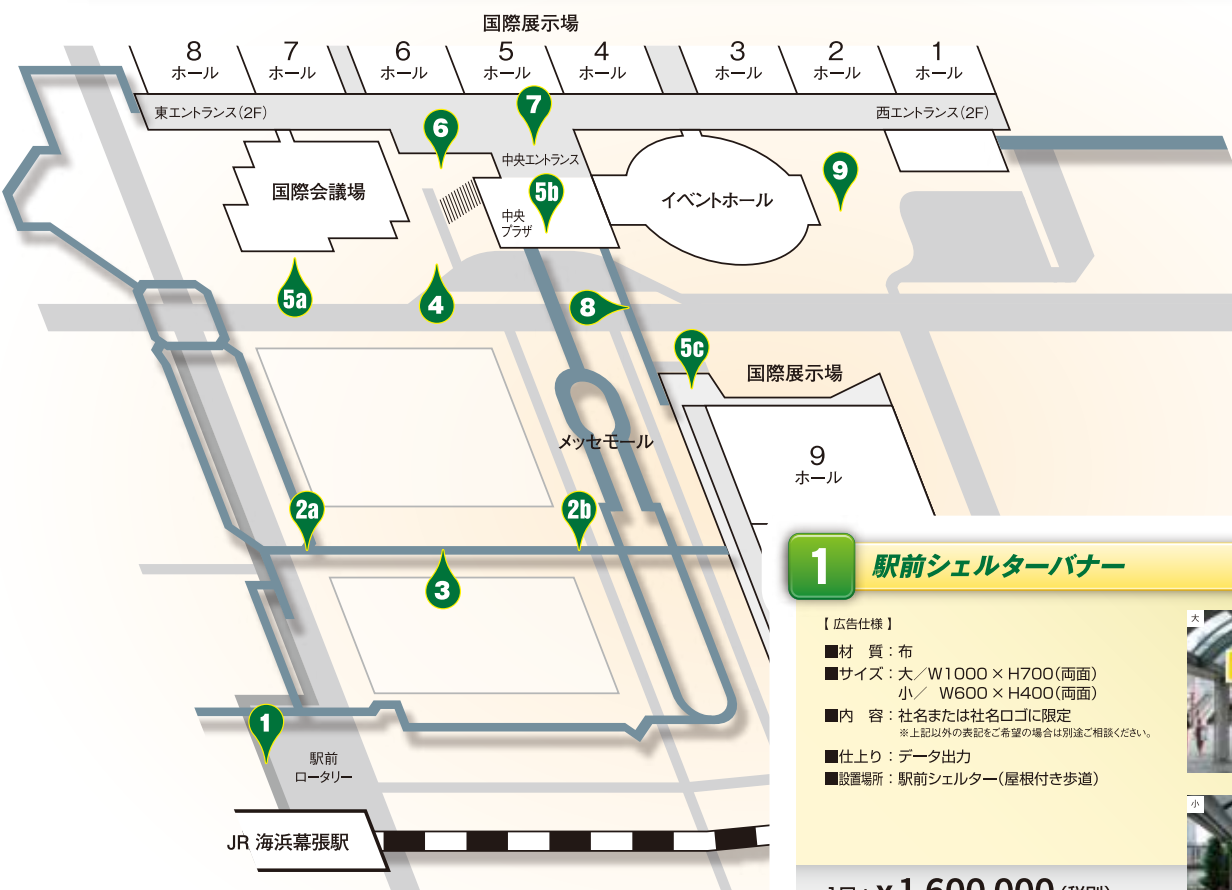 国際展示場
8
ホール
7
ホール
6
ホール
5
ホール
4
ホール
3
ホール
2
ホール
1
ホール
東エントランス(2F)
7
西エントランス(2F)
6
中央エントランス
国際会議場
5b
中央
プラザ
イベントホール
9
5a
4
8
5c
国際展示場
メッセモール
9
ホール
2a
2b
3
1
駅前
ロータリー
JR 海浜幕張駅
1 駅前シェルターバナー
【 広告仕様 】
■材　質：布
■サイズ：大／W1000 × H700(両面)
小／ W600 × H400(両面)
■内　容：社名または社名ロゴに限定
※上記以外の表記をご希望の場合は別途ご相談ください。
■仕上り：データ出力
■設置場所：駅前シェルター(屋根付き歩道)
大
小
¥1,600,000(税別)